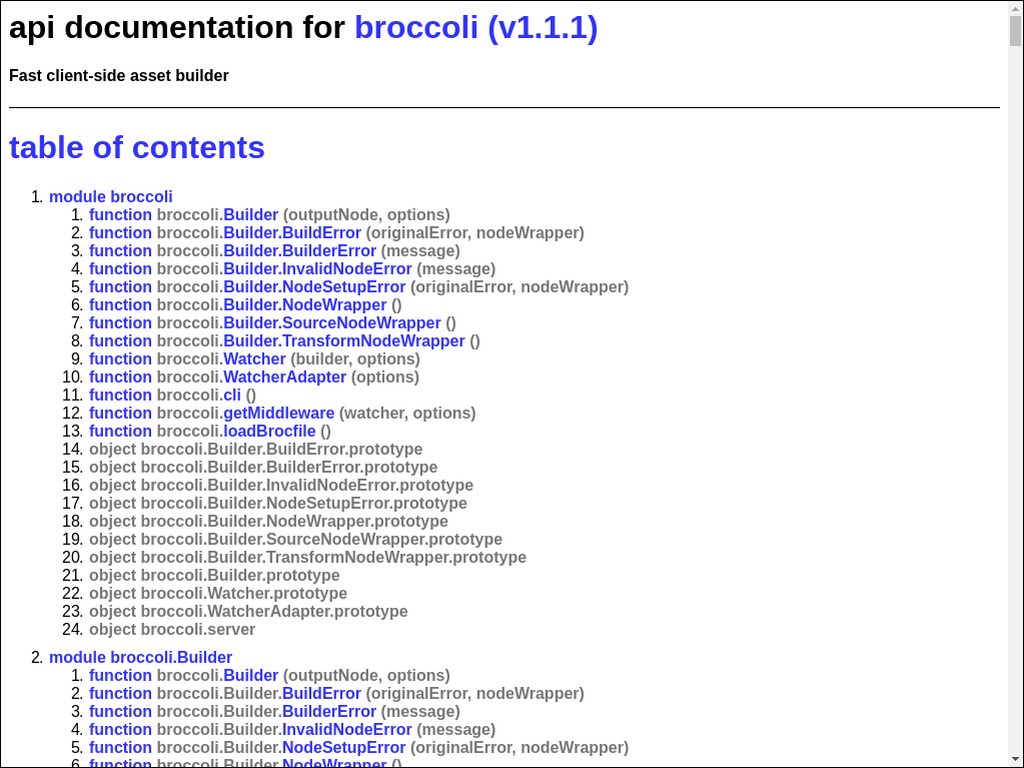 api documentation for broccoli (v1.1.1)
Fast client-side asset builder
table of contents
1. module broccoli
1. function broccoli.Builder (outputNode, options)
2. function broccoli.Builder.BuildError (originalError, nodeWrapper)
3. function broccoli.Builder.BuilderError (message)
4. function broccoli.Builder.InvalidNodeError (message)
5. function broccoli.Builder.NodeSetupError (originalError, nodeWrapper)
6. function broccoli.Builder.NodeWrapper ()
7. function broccoli.Builder.SourceNodeWrapper ()
8. function broccoli.Builder.TransformNodeWrapper ()
9. function broccoli.Watcher (builder, options)
10. function broccoli.WatcherAdapter (options)
11. function broccoli.cli ()
12. function broccoli.getMiddleware (watcher, options)
13. function broccoli.loadBrocfile ()
14. object broccoli.Builder.BuildError.prototype
15. object broccoli.Builder.BuilderError.prototype
16. object broccoli.Builder.InvalidNodeError.prototype
17. object broccoli.Builder.NodeSetupError.prototype
18. object broccoli.Builder.NodeWrapper.prototype
19. object broccoli.Builder.SourceNodeWrapper.prototype
20. object broccoli.Builder.TransformNodeWrapper.prototype
21. object broccoli.Builder.prototype
22. object broccoli.Watcher.prototype
23. object broccoli.WatcherAdapter.prototype
24. object broccoli.server
2. module broccoli.Builder
1. function broccoli.Builder (outputNode, options)
2. function broccoli.Builder.BuildError (originalError, nodeWrapper)
3. function broccoli.Builder.BuilderError (message)
4. function broccoli.Builder.InvalidNodeError (message)
5. function broccoli.Builder.NodeSetupError (originalError, nodeWrapper)
6. function broccoli.Builder.NodeWrapper ()